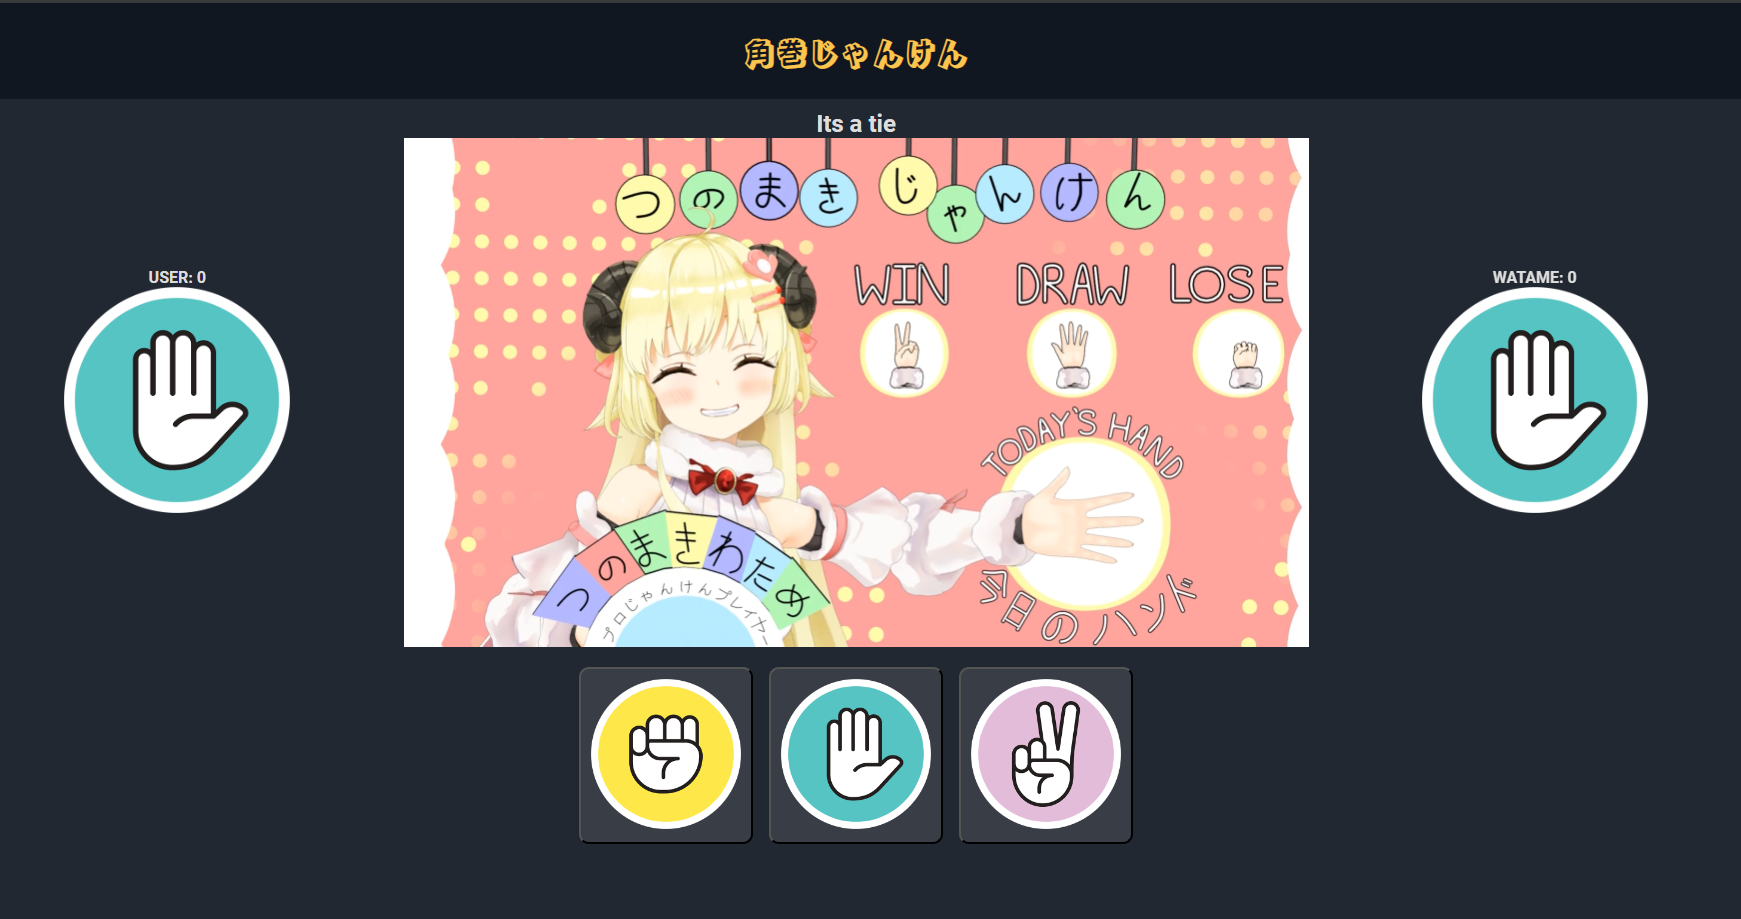 角巻じゃんけん
Its a tie
つのまき じゃんけん
WIN DRAW LOSE
TODAY'S HAND
今日のハンド
つのまきわため
プロじゃんけんプレイヤー
USER: 0
WATAME: 0